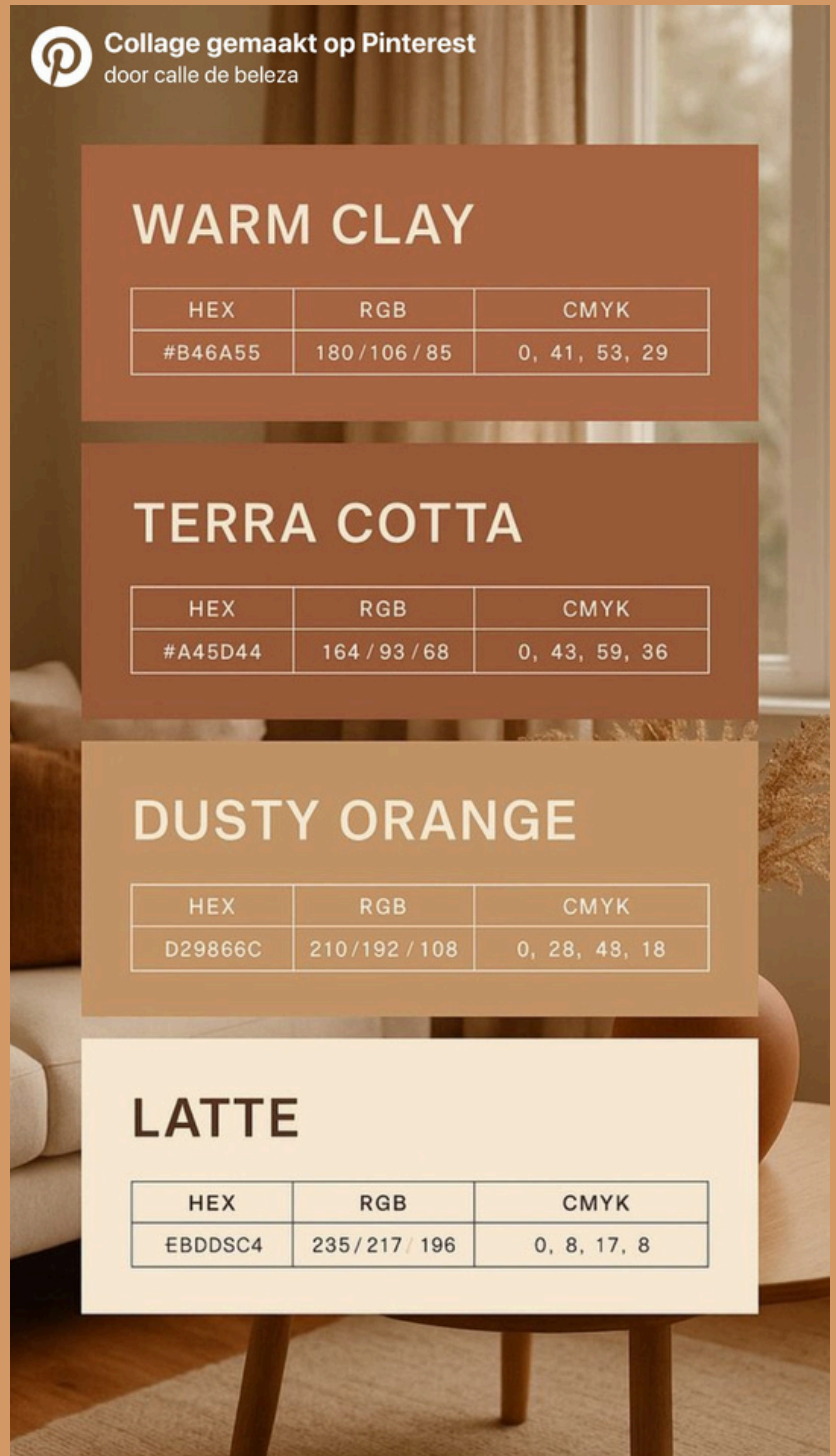 Collage gemaakt op Pinterest
door calle de beleza
WARM CLAY
HEX RGB CMYK
#B46A55 180/106/85 0, 41, 53, 29
TERRA COTTA
HEX RGB CMYK
#A45D44 164/93/68 0, 43, 59, 36
DUSTY ORANGE
HEX RGB CMYK
D29866C 210/192/108 0, 28, 48, 18
LATTE
HEX RGB CMYK
EBDDSC4 235/217/196 0, 8, 17, 8